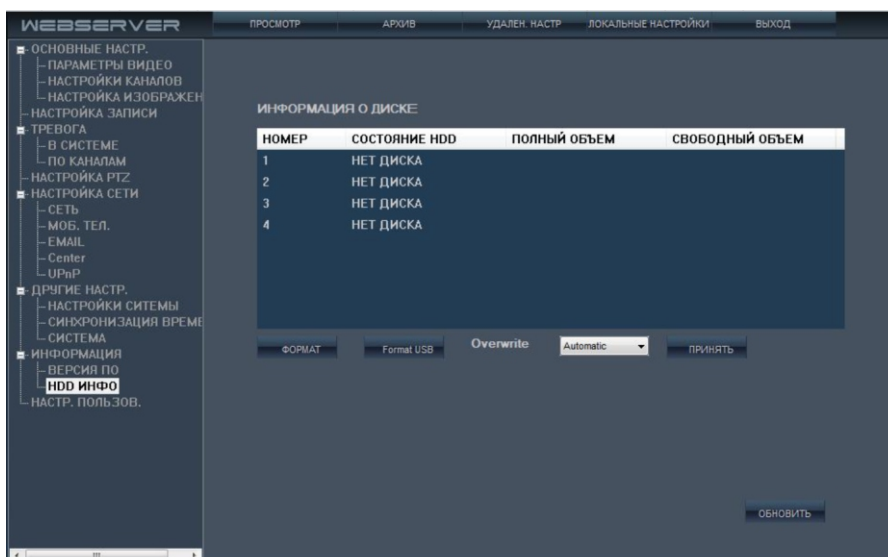 WEBSERVER
ПРОСМОТР АРХИВ УДАЛЕН. НАСТР ЛОКАЛЬНЫЕ НАСТРОЙКИ ВЫХОД
ОСНОВНЫЕ НАСТР.
ПАРАМЕТРЫ ВИДЕО
НАСТРОЙКИ КАНАЛОВ
НАСТРОЙКА ИЗОБРАЖЕН
НАСТРОЙКА ЗАПИСИ
ТРЕВОГА
В СИСТЕМЕ
ПО КАНАЛАМ
НАСТРОЙКА PTZ
НАСТРОЙКА СЕТИ
СЕТЬ
МОБ. ТЕЛ.
EMAIL
Center
UPnP
ДРУГИЕ НАСТР.
НАСТРОЙКИ СИТЕМЫ
СИНХРОНИЗАЦИЯ ВРЕМЕ
СИСТЕМА
ИНФОРМАЦИЯ
ВЕРСИЯ ПО
HDD ИНФО
НАСТР. ПОЛЬЗОВ.
ИНФОРМАЦИЯ О ДИСКЕ
НОМЕР СОСТОЯНИЕ HDD ПОЛНЫЙ ОБЪЕМ СВОБОДНЫЙ ОБЪЕМ
1 НЕТ ДИСКА
2 НЕТ ДИСКА
3 НЕТ ДИСКА
4 НЕТ ДИСКА
ФОРМАТ Format USB Overwrite Automatic ПРИНЯТЬ
ОБНОВИТЬ